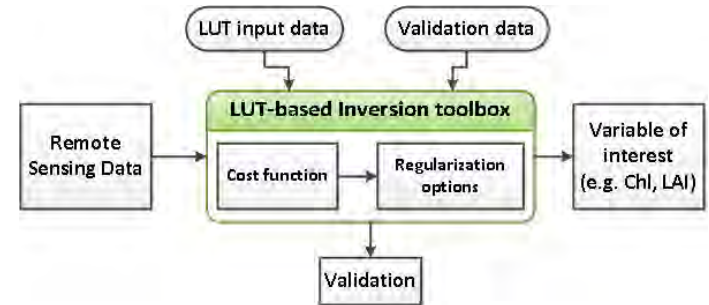 LUT input data
Validation data
LUT-based Inversion toolbox
Remote
Sensing Data
Cost function
Regularization
options
Variable of
interest
(e.g. Chl, LAI)
Validation